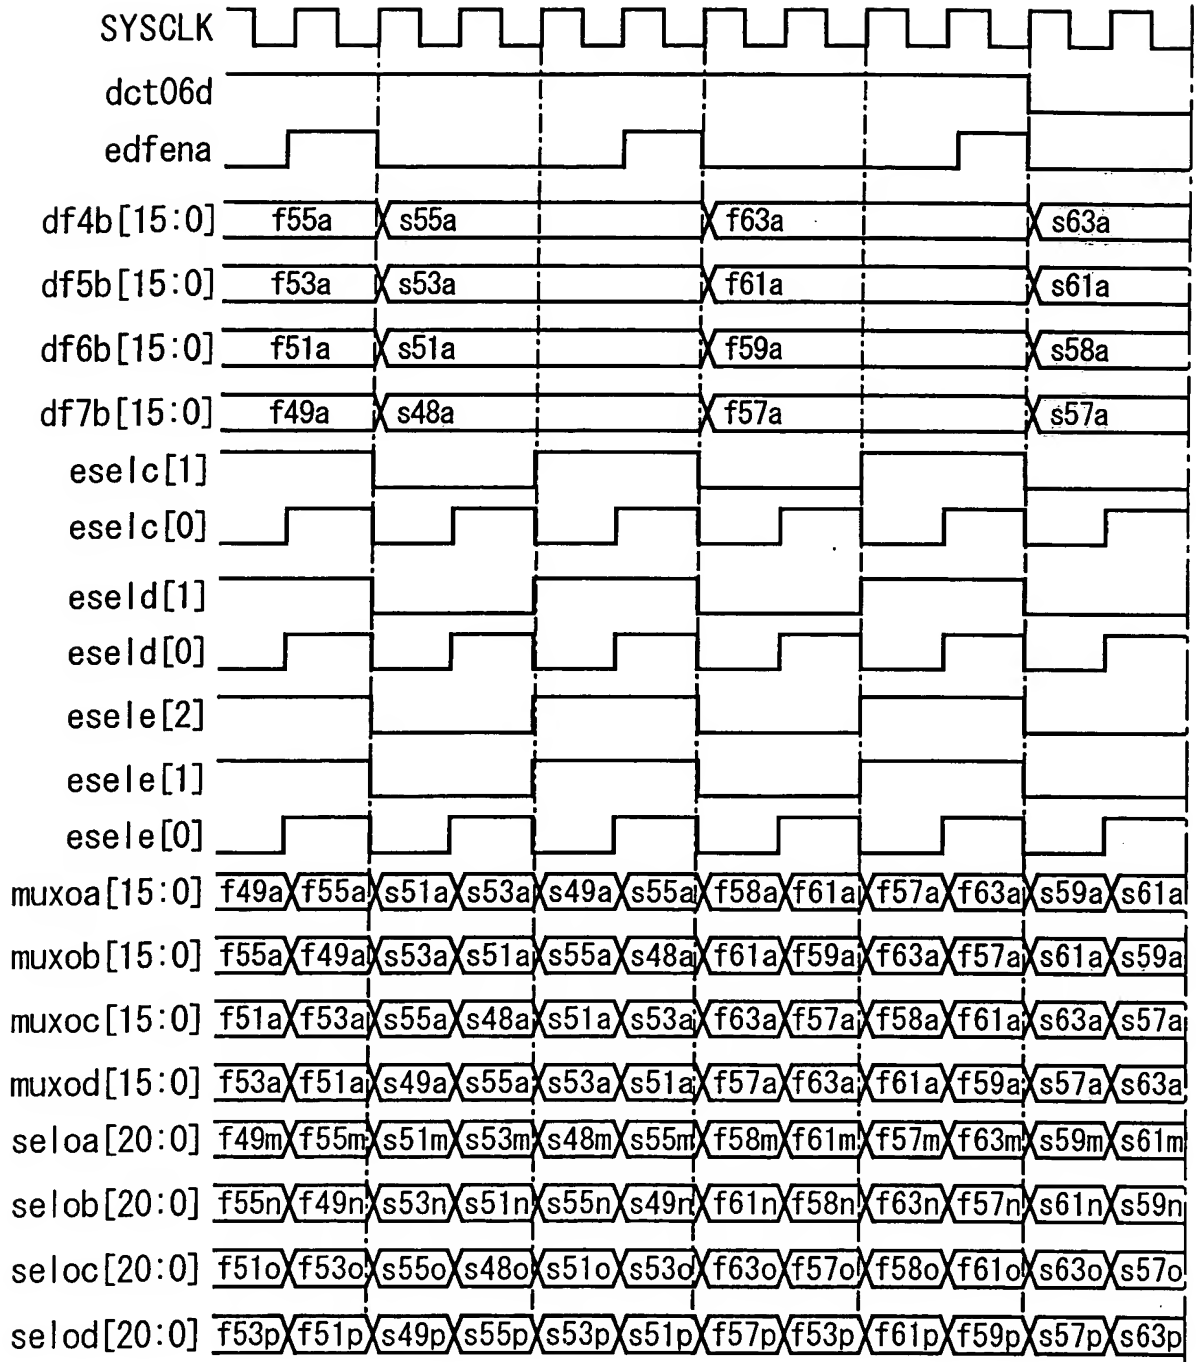 SYSCLK
dct06d
edfena
df4b[15:0] f55a s55a f63a s63a
df5b[15:0] f53a s53a f61a s61a
df6b[15:0] f51a s51a f59a s58a
df7b[15:0] f49a s48a f57a s57a
eselc[1]
eselc[0]
eseld[1]
eseld[0]
esele[2]
esele[1]
esele[0]
muxoa[15:0] f49a f55a s51a s53a s49a s55a f58a f61a f57a f63a s59a s61a
muxob[15:0] f55a f49a s53a s51a s55a s48a f61a f59a f63a f57a s61a s59a
muxoc[15:0] f51a f53a s55a s48a s51a s53a f63a f57a f58a f61a s63a s57a
muxod[15:0] f53a f51a s49a s55a s53a s51a f57a f63a f61a f59a s57a s63a
seloa[20:0] f49m f55m s51m s53m s48m s55m f58m f61m f57m f63m s59m s61m
selob[20:0] f55n f49n s53n s51n s55n s49n f61n f58n f63n f57n s61n s59n
seloc[20:0] f51o f53o s55o s48o s51o s53o f63o f57o f58o f61o s63o s57o
selod[20:0] f53p f51p s49p s55p s53p s51p f57p f53p f61p f59p s57p s63p